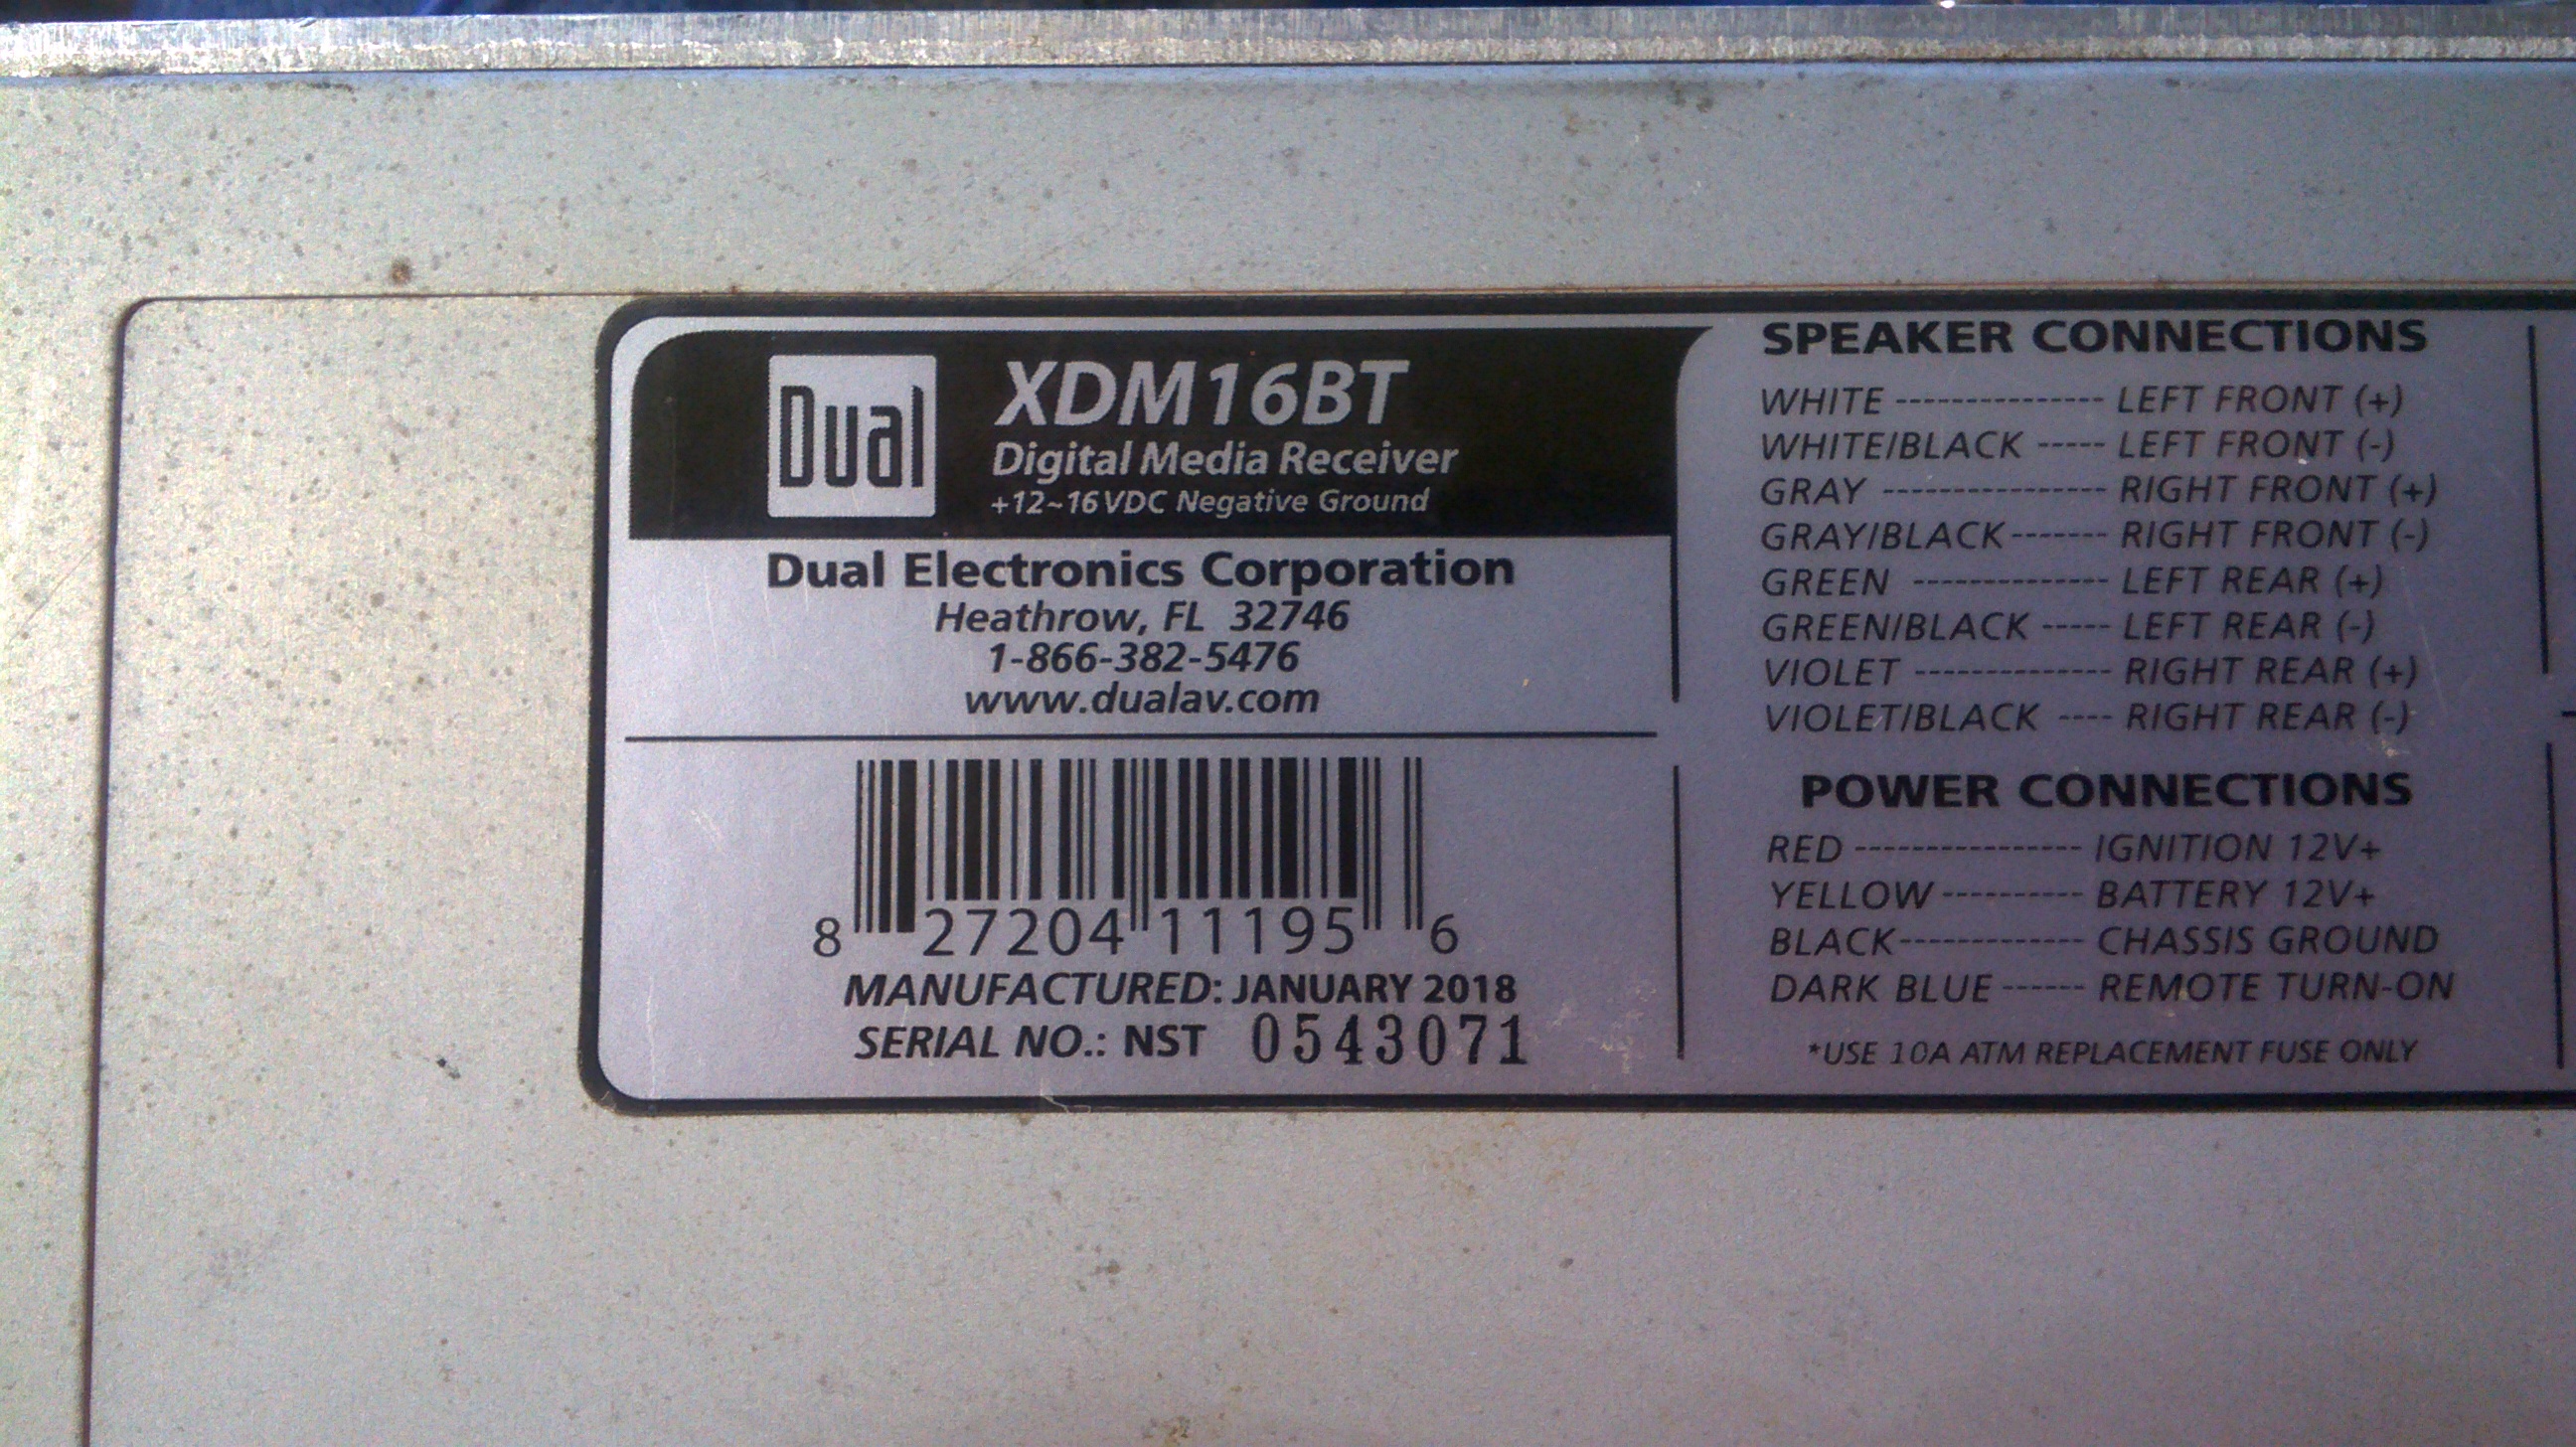 Dual
XDM16BT
Digital Media Receiver
+12~16 VDC Negative Ground
Dual Electronics Corporation
Heathrow, FL 32746
1-866-382-5476
www.dualav.com
8 27204 11195 6
MANUFACTURED: JANUARY 2018
SERIAL NO.: NST 0543071
SPEAKER CONNECTIONS
WHITE --------------- LEFT FRONT (+)
WHITE/BLACK ----- LEFT FRONT (-)
GRAY ---------------- RIGHT FRONT (+)
GRAY/BLACK------- RIGHT FRONT (-)
GREEN -------------- LEFT REAR (+)
GREEN/BLACK ----- LEFT REAR (-)
VIOLET -------------- RIGHT REAR (+)
VIOLET/BLACK ---- RIGHT REAR (-)
POWER CONNECTIONS
RED ---------------- IGNITION 12V+
YELLOW ---------- BATTERY 12V+
BLACK------------- CHASSIS GROUND
DARK BLUE ------ REMOTE TURN-ON
*USE 10A ATM REPLACEMENT FUSE ONLY